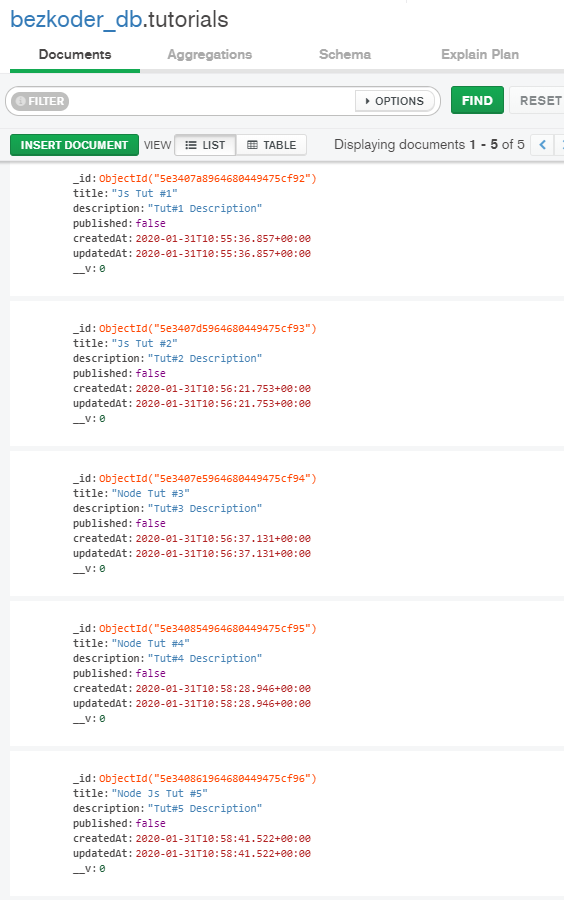 bezkoder_db.tutorials
Documents Aggregations Schema Explain Plan
FILTER OPTIONS FIND RESET
INSERT DOCUMENT VIEW LIST TABLE Displaying documents 1 - 5 of 5
_id: ObjectId("5e3407a8964680449475cf92")
title: "Js Tut #1"
description: "Tut#1 Description"
published: false
createdAt: 2020-01-31T10:55:36.857+00:00
updatedAt: 2020-01-31T10:55:36.857+00:00
__v: 0
_id: ObjectId("5e3407d5964680449475cf93")
title: "Js Tut #2"
description: "Tut#2 Description"
published: false
createdAt: 2020-01-31T10:56:21.753+00:00
updatedAt: 2020-01-31T10:56:21.753+00:00
__v: 0
_id: ObjectId("5e3407e5964680449475cf94")
title: "Node Tut #3"
description: "Tut#3 Description"
published: false
createdAt: 2020-01-31T10:56:37.131+00:00
updatedAt: 2020-01-31T10:56:37.131+00:00
__v: 0
_id: ObjectId("5e340854964680449475cf95")
title: "Node Tut #4"
description: "Tut#4 Description"
published: false
createdAt: 2020-01-31T10:58:28.946+00:00
updatedAt: 2020-01-31T10:58:28.946+00:00
__v: 0
_id: ObjectId("5e340861964680449475cf96")
title: "Node Js Tut #5"
description: "Tut#5 Description"
published: false
createdAt: 2020-01-31T10:58:41.522+00:00
updatedAt: 2020-01-31T10:58:41.522+00:00
__v: 0